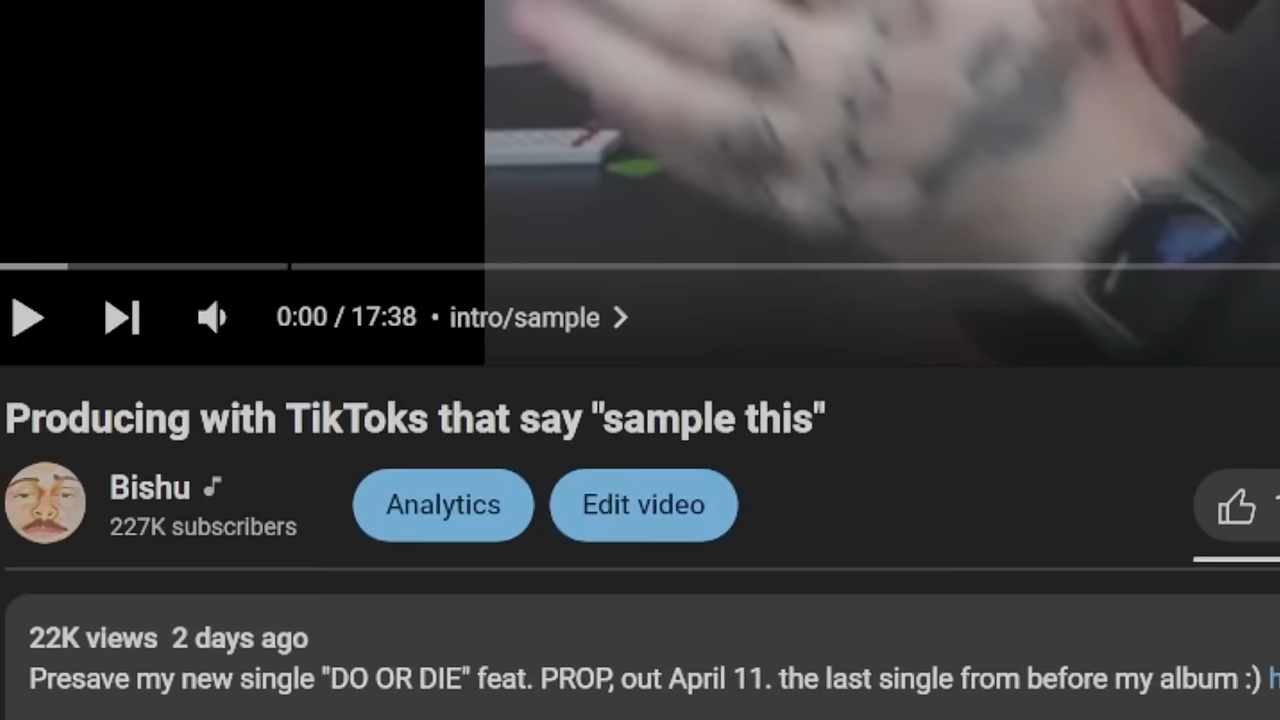 0:00 / 17:38 • intro/sample
Producing with TikToks that say "sample this"
Bishu
227K subscribers
Analytics
Edit video
22K views 2 days ago
Presave my new single "DO OR DIE" feat. PROP, out April 11. the last single from before my album :)